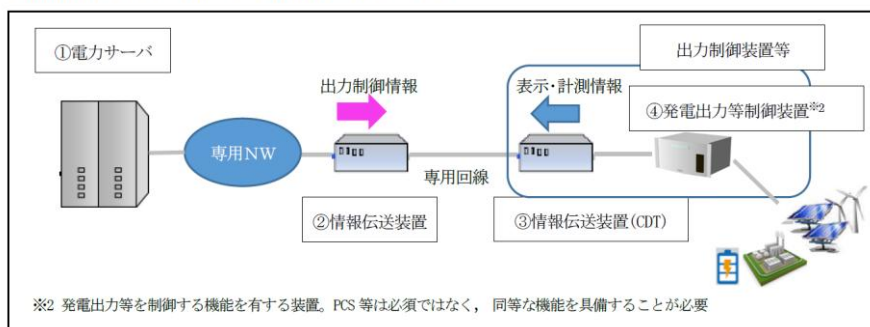 ①電力サーバ
出力制御装置等
出力制御情報
表示・計測情報
④発電出力等制御装置※2
専用NW
専用回線
②情報伝送装置
③情報伝送装置(CDT)
※2 発電出力等を制御する機能を有する装置。PCS 等は必須ではなく， 同等な機能を具備することが必要